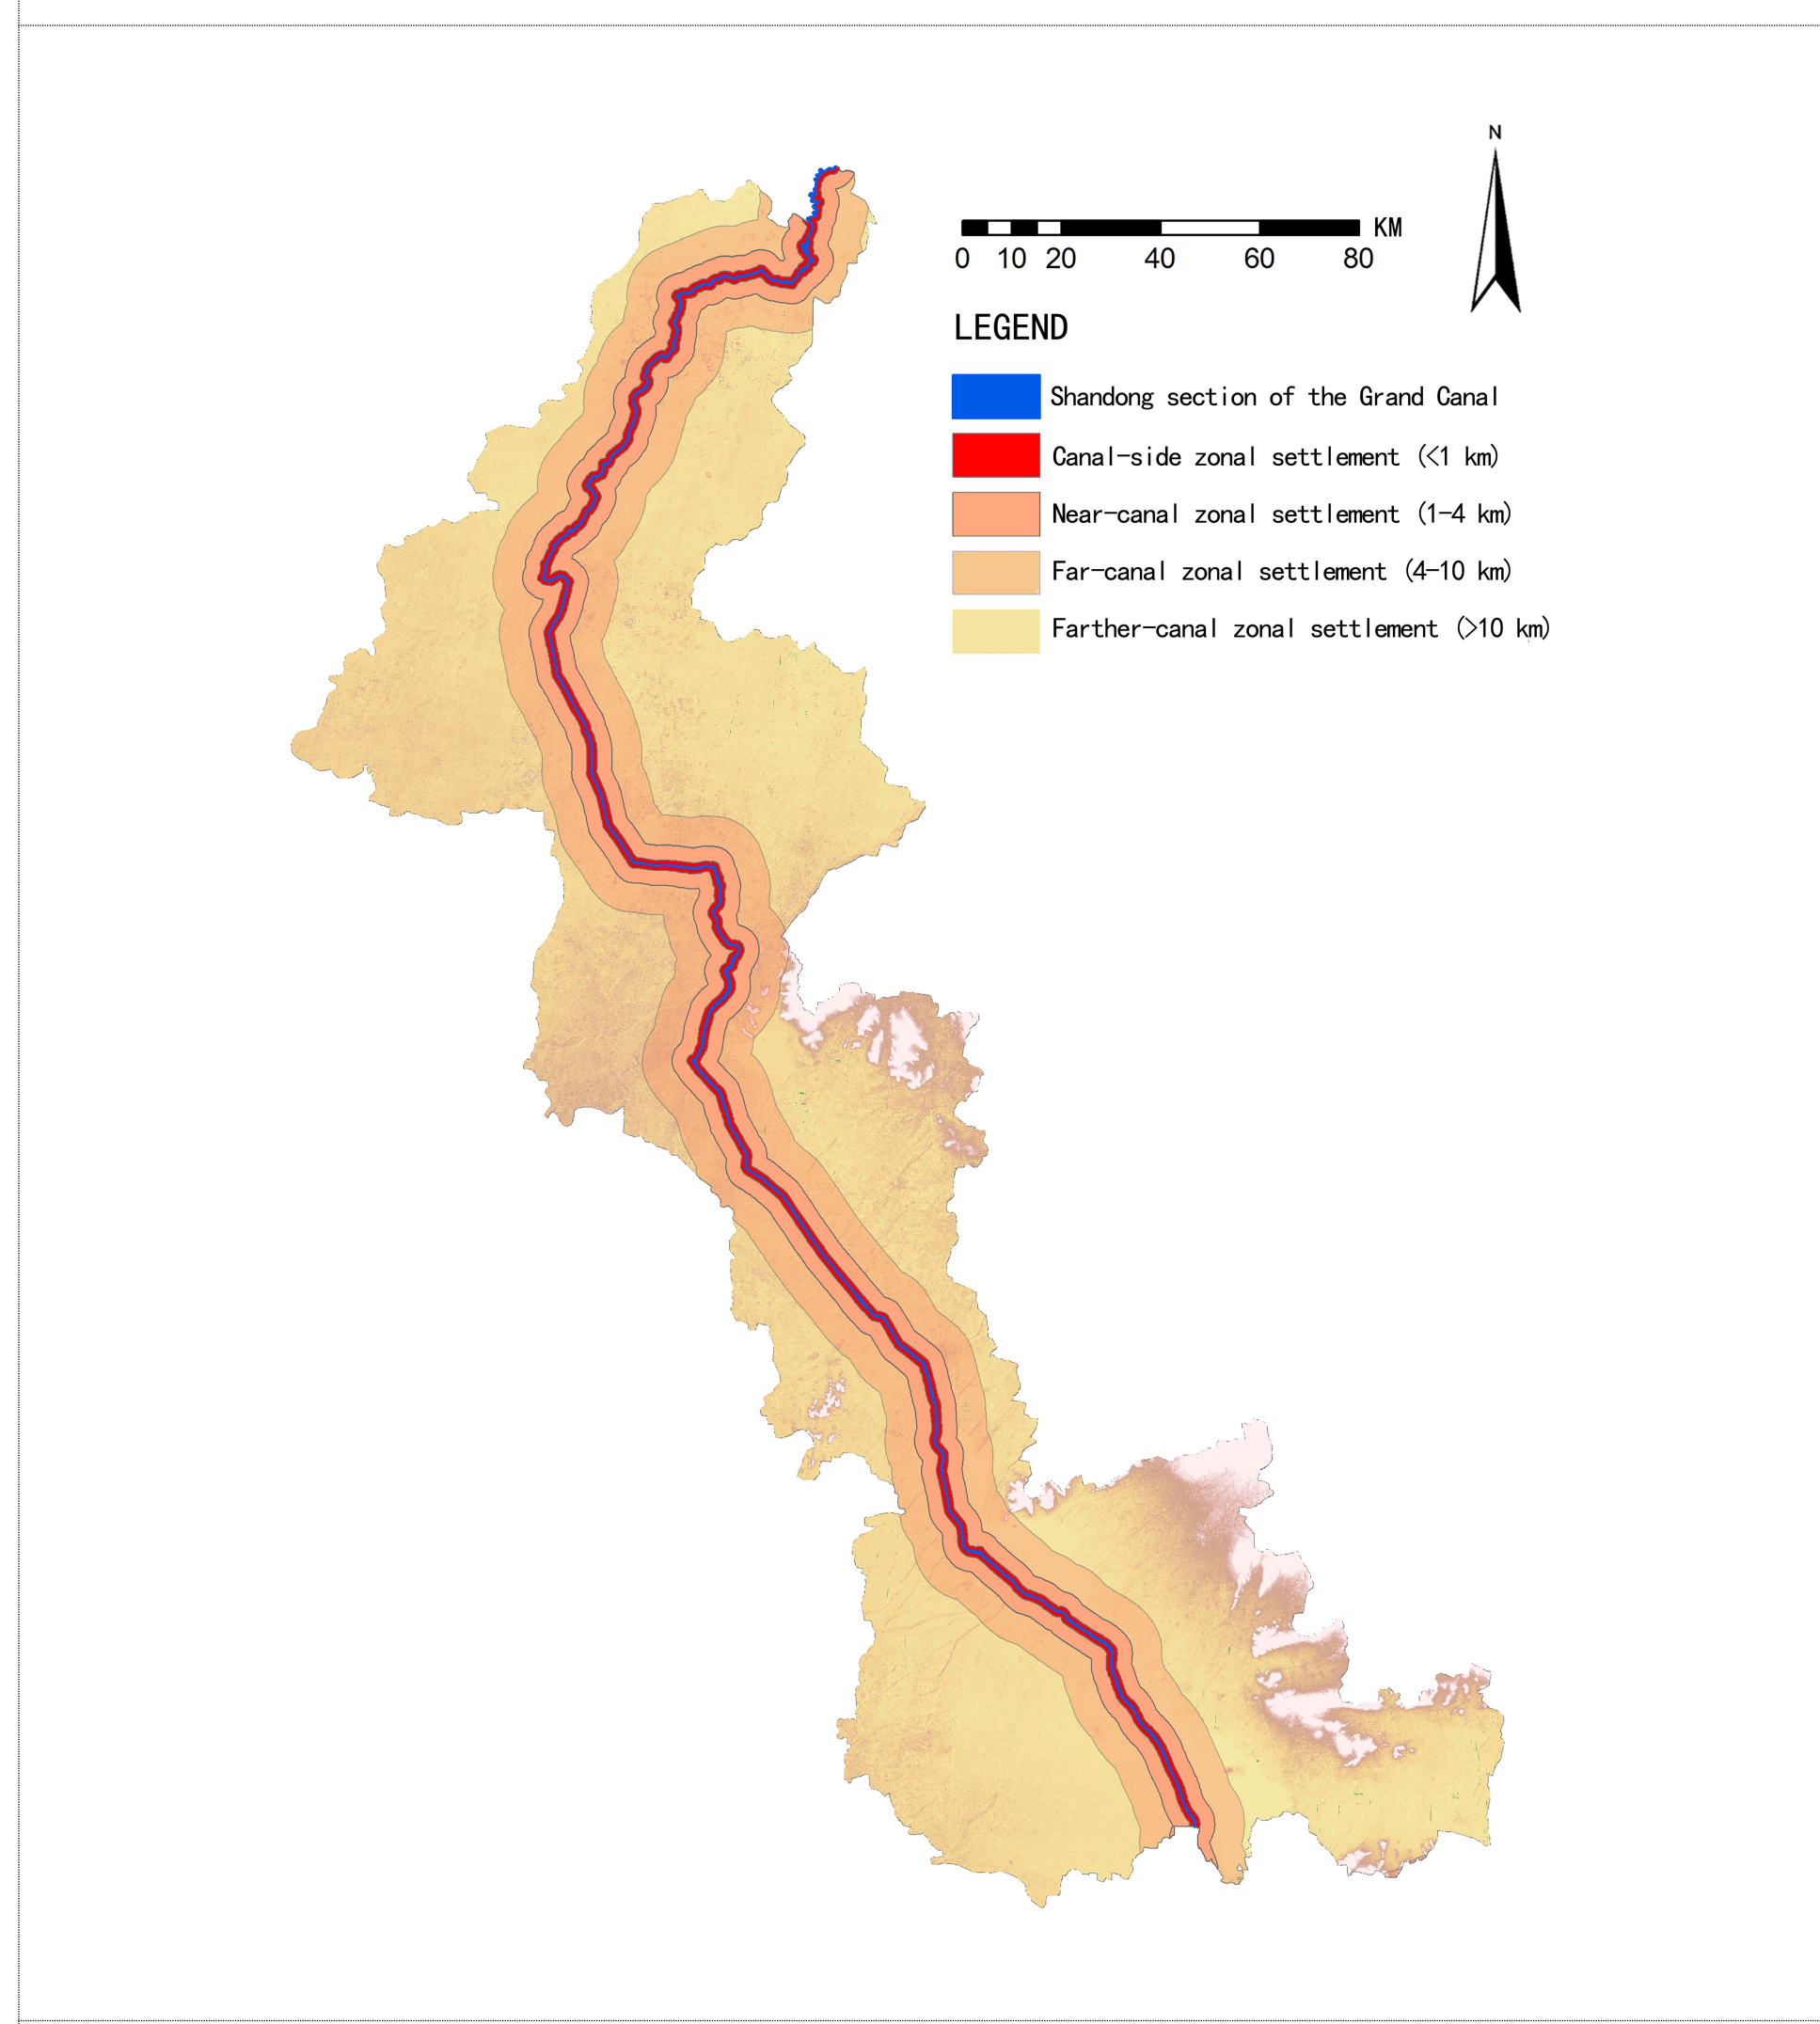 N
KM
0 10 20 40 60 80
LEGEND
Shandong section of the Grand Canal
Canal-side zonal settlement (<1 km)
Near-canal zonal settlement (1-4 km)
Far-canal zonal settlement (4-10 km)
Farther-canal zonal settlement (>10 km)